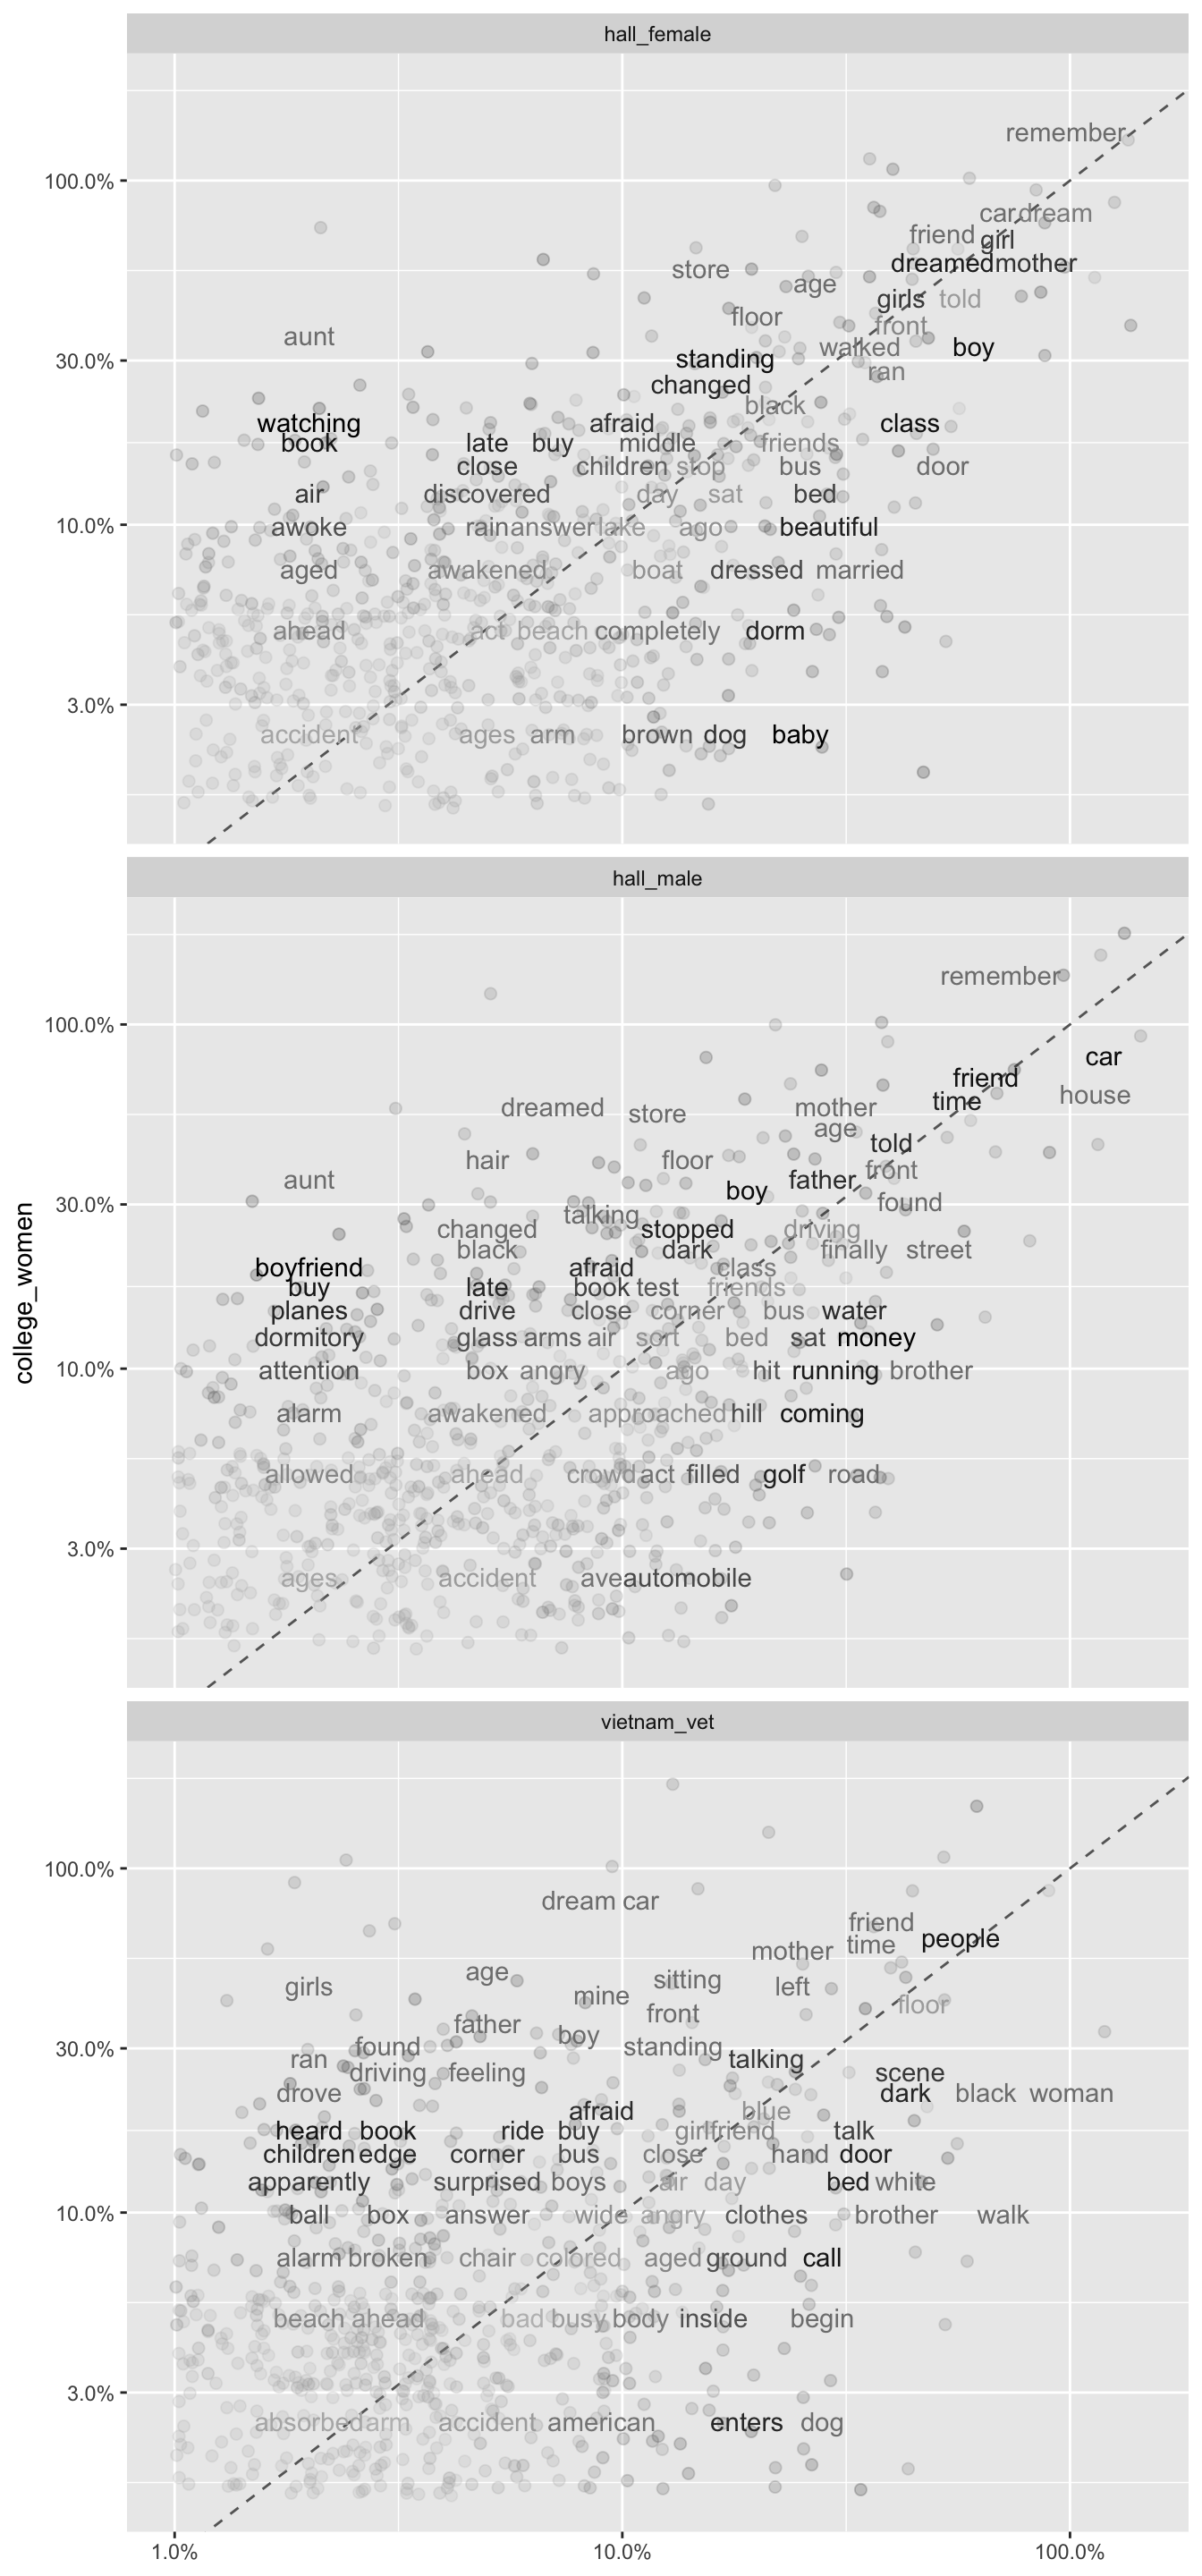 hall_female
remember
100.0%
car dream
friend girl
dreamed mother
store
age
girls told
floor
front
aunt
walked boy
30.0%
standing
ran
changed
black
watching afraid class
book late buy middle friends
close children stop bus door
air discovered day sat bed
10.0%
awoke rain answer lake ago beautiful
aged awakened boat dressed married
ahead act beach completely dorm
3.0%
accident ages arm brown dog baby
hall_male
remember
100.0%
car
friend
house
time
dreamed store mother
age
told
hair floor
front
aunt father
boy
30.0%
found
talking
changed stopped driving
black dark finally street
boyfriend afraid class
buy late book test friends
planes drive close corner bus water
dormitory glass arms air sort bed sat money
10.0%
attention box angry ago hit running brother
alarm awakened approached hill coming
allowed ahead crowd act filled golf road
3.0%
ages accident ave automobile
college_women
vietnam_vet
100.0%
dream car
friend
people
time
mother
age
sitting
girls left
mine
floor
front
father
boy
30.0%
found standing
ran talking
driving feeling scene
drove dark black woman
afraid blue
heard book ride buy girlfriend talk
children edge corner bus close hand door
apparently surprised boys air day bed white
10.0%
ball box answer wide angry clothes brother walk
alarm broken chair colored aged ground call
beach ahead bad busy body inside begin
3.0%
absorbed arm accident american enters dog
1.0% 10.0% 100.0%